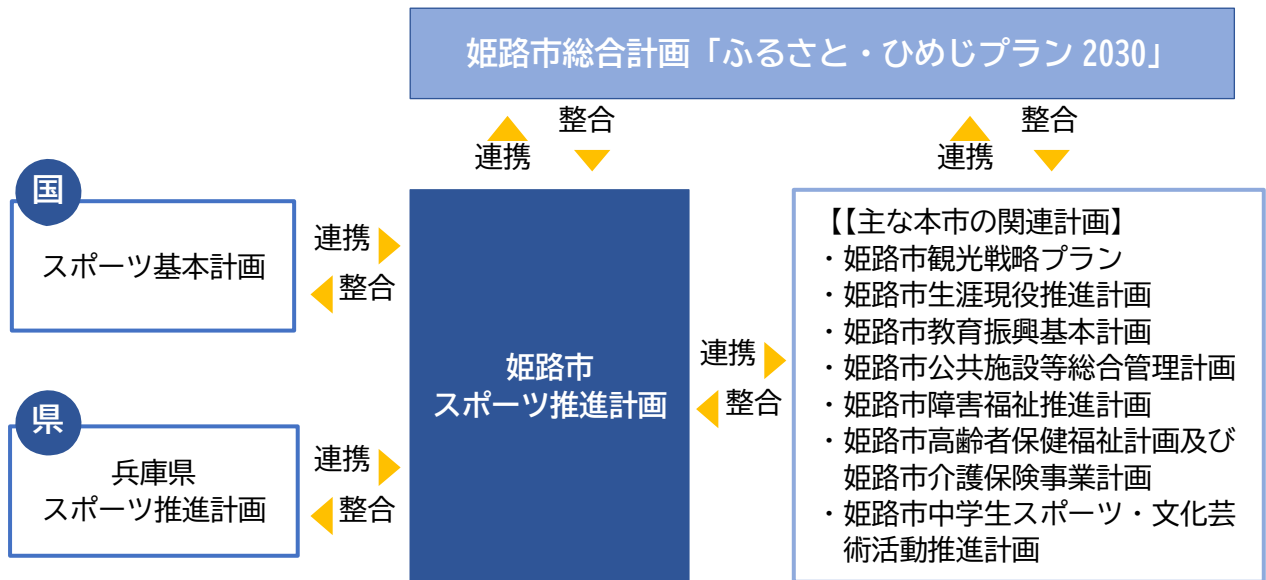 姫路市総合計画「ふるさと・ひめじプラン 2030」
整合
連携
整合
連携
国
スポーツ基本計画
連携
整合
県
兵庫県
スポーツ推進計画
連携
整合
姫路市
スポーツ推進計画
連携
整合
【【主な本市の関連計画】
・姫路市観光戦略プラン
・姫路市生涯現役推進計画
・姫路市教育振興基本計画
・姫路市公共施設等総合管理計画
・姫路市障害福祉推進計画
・姫路市高齢者保健福祉計画及び
姫路市介護保険事業計画
・姫路市中学生スポーツ・文化芸
術活動推進計画